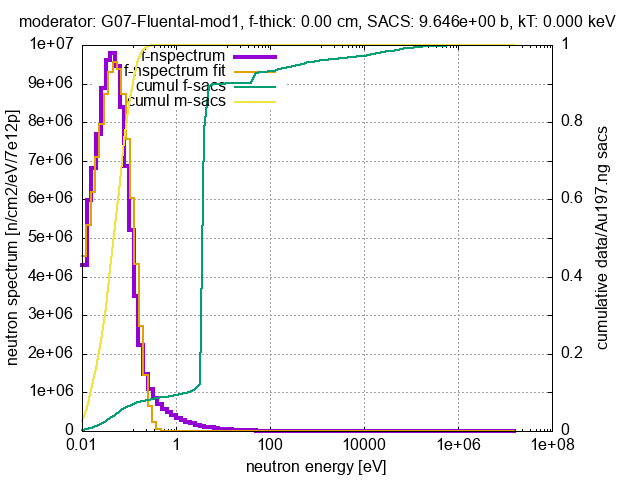 moderator: G07-Fluental-mod1, f-thick: 0.00 cm, SACS: 9.646e+00 b, kT: 0.000 keV
f-nspectrum
f-nspectrum fit
cumul f-sacs
cumul m-sacs
1e+07
9e+06
8e+06
7e+06
6e+06
5e+06
4e+06
3e+06
2e+06
1e+06
0
neutron spectrum [n/cm2/eV/7e12p]
1
0.8
0.6
0.4
0.2
0
cumulative data/Au197.ng sacs
0.01
1
100
10000
1e+06
1e+08
neutron energy [eV]